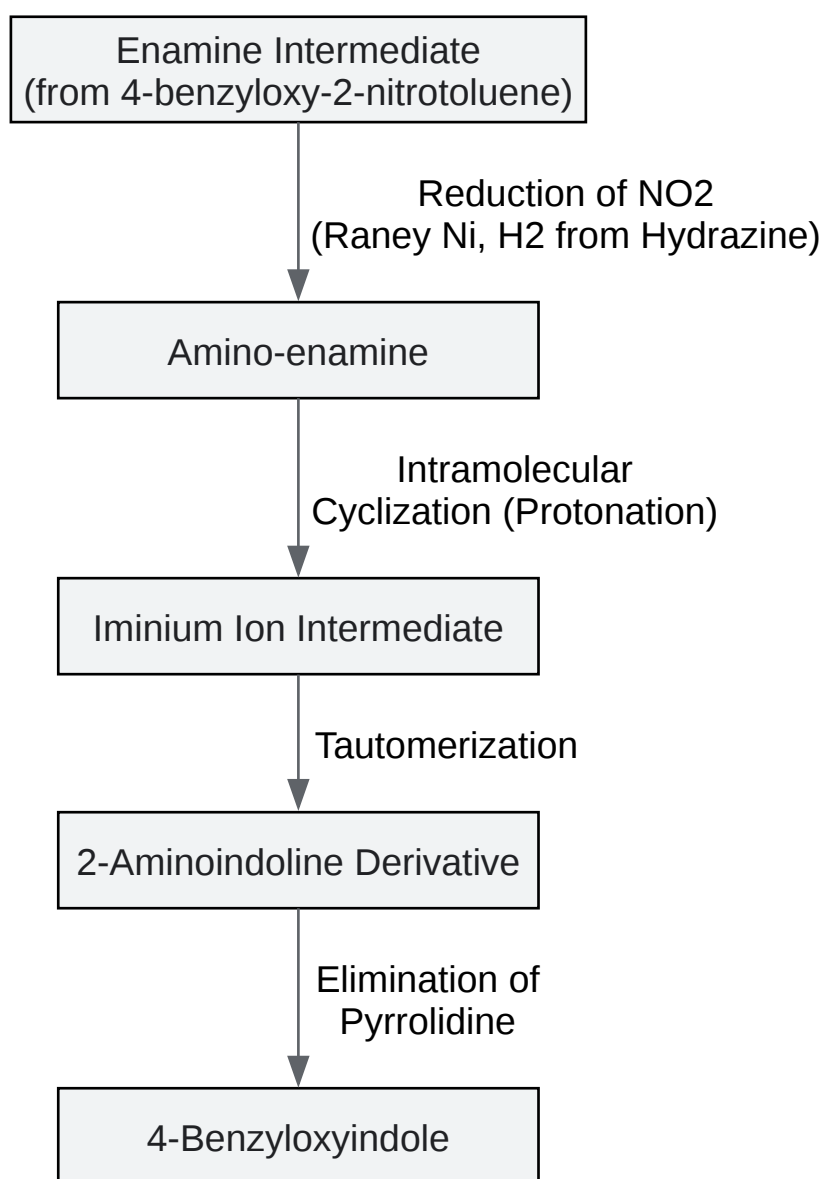 Enamine Intermediate
(from 4-benzyloxy-2-nitrotoluene)
Reduction of NO2
(Raney Ni, H2 from Hydrazine)
Amino-enamine
Intramolecular
Cyclization (Protonation)
Iminium Ion Intermediate
Tautomerization
2-Aminoindoline Derivative
Elimination of
Pyrrolidine
4-Benzyloxyindole